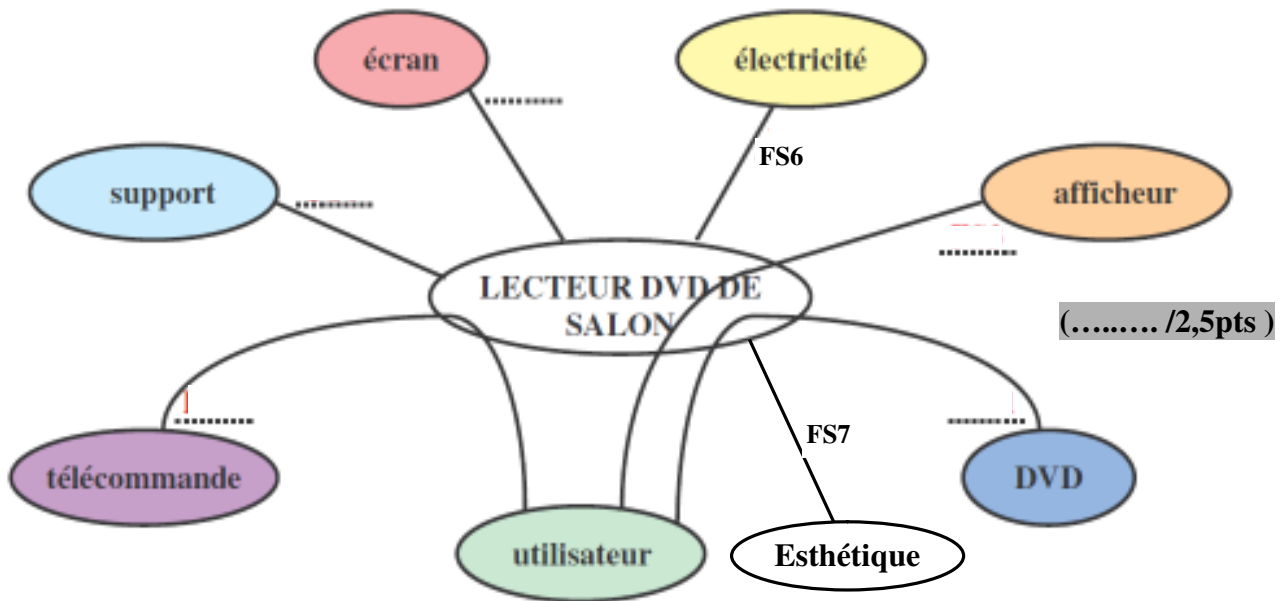 écran
électricité
FS6
support
afficheur
LECTEUR DVD DE
SALON
(…..…. /2,5pts )
télécommande
FS7
DVD
utilisateur
Esthétique